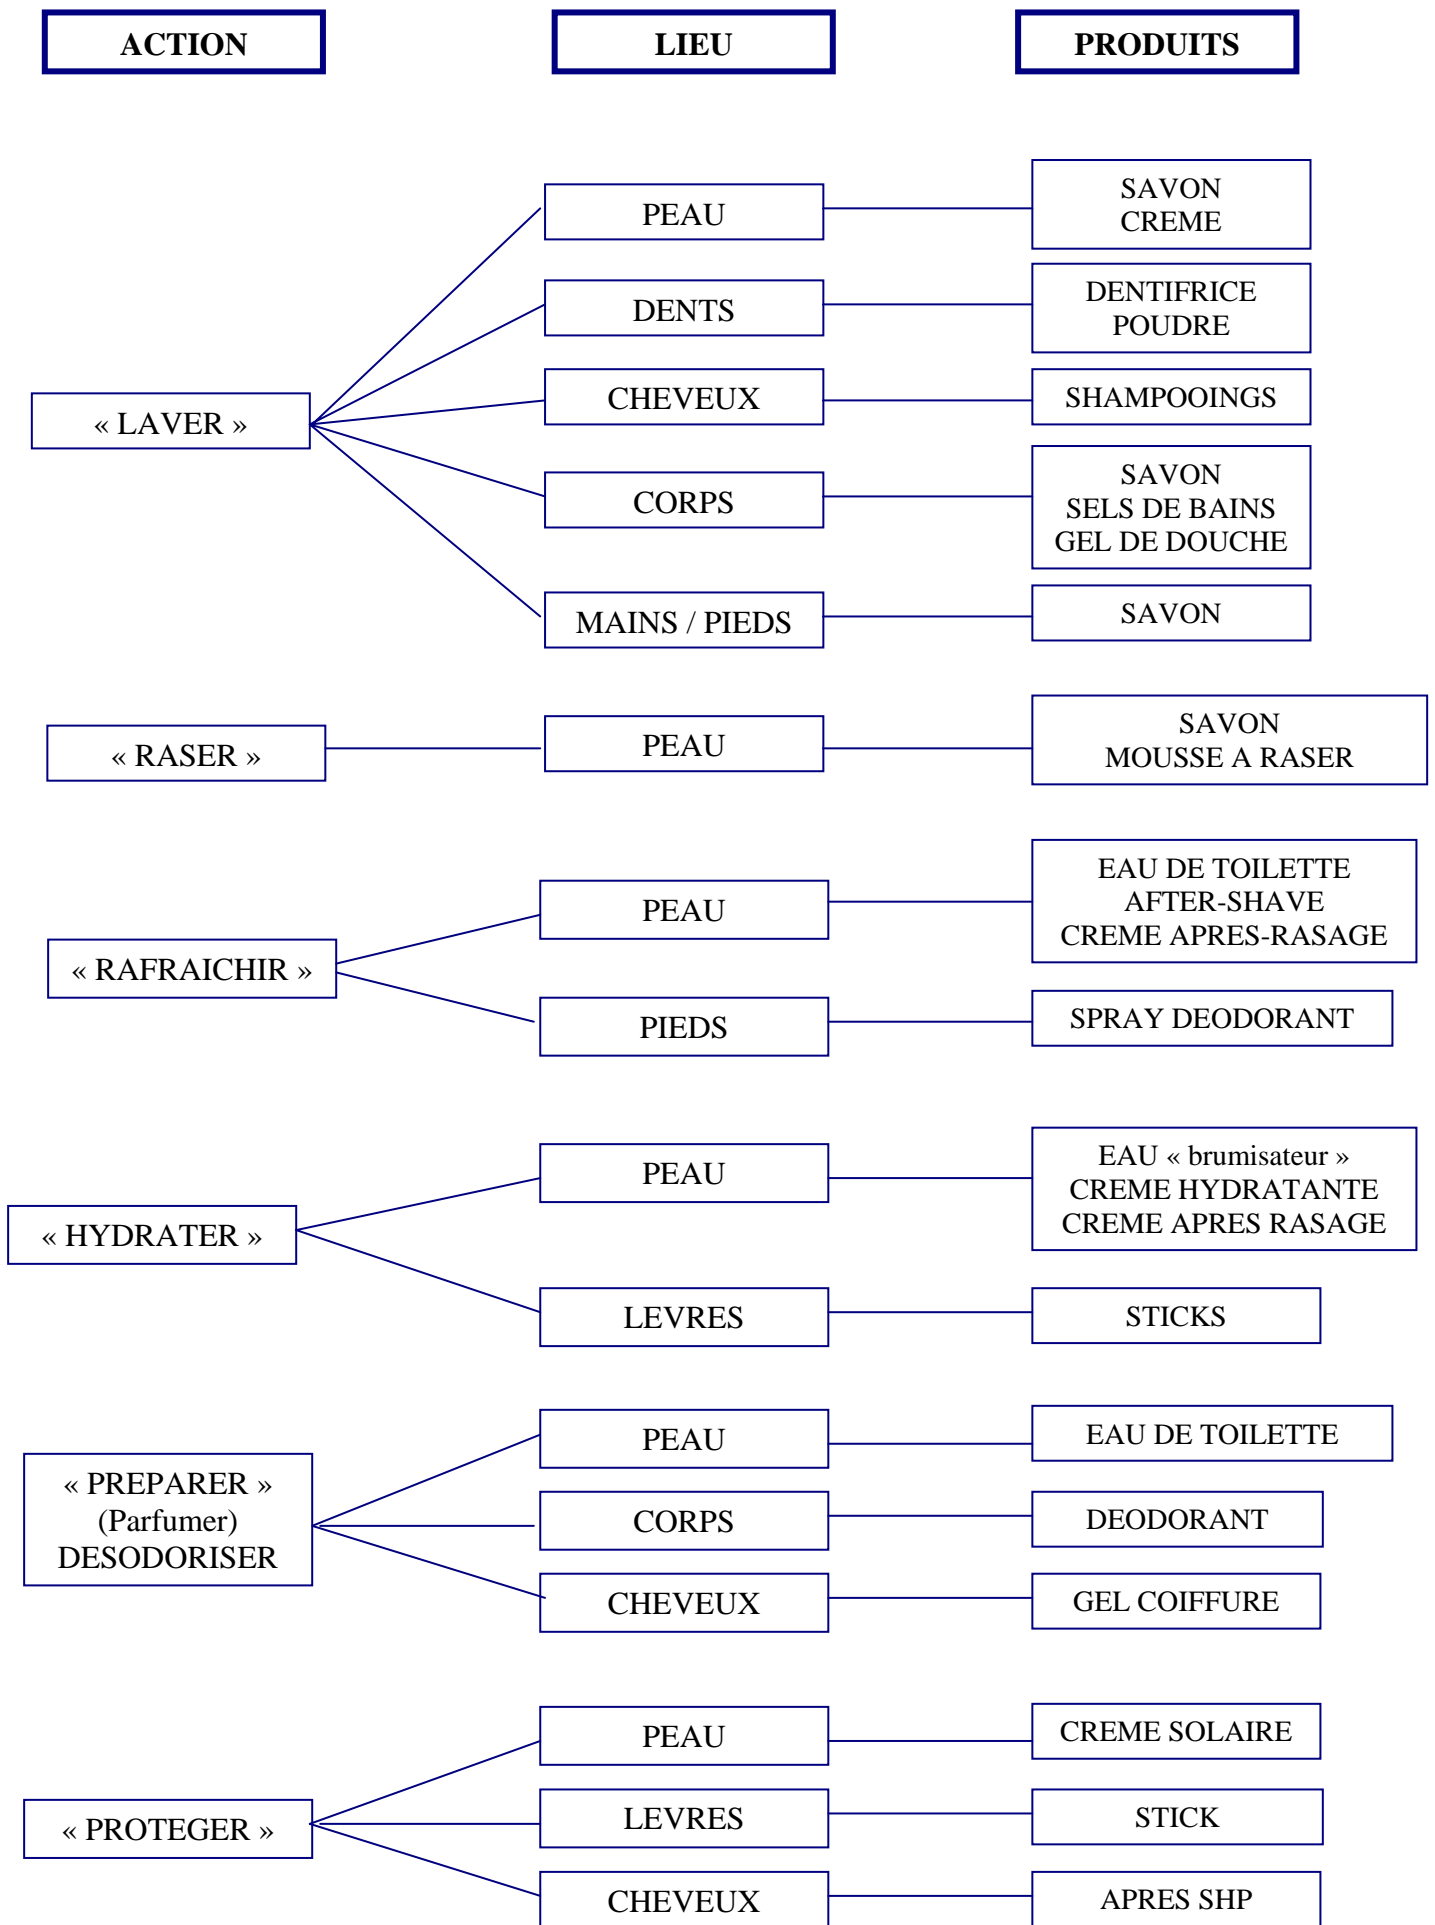 ACTION
LIEU
PRODUITS
« LAVER »
PEAU
SAVON
CREME
DENTS
DENTIFRICE
POUDRE
CHEVEUX
SHAMPOOINGS
CORPS
SAVON
SELS DE BAINS
GEL DE DOUCHE
MAINS / PIEDS
SAVON
« RASER »
PEAU
SAVON
MOUSSE A RASER
« RAFRAICHIR »
PEAU
EAU DE TOILETTE
AFTER-SHAVE
CREME APRES-RASAGE
PIEDS
SPRAY DEODORANT
« HYDRATER »
PEAU
EAU « brumisateur »
CREME HYDRATANTE
CREME APRES RASAGE
LEVRES
STICKS
« PREPARER »
(Parfumer)
DESODORISER
PEAU
EAU DE TOILETTE
CORPS
DEODORANT
CHEVEUX
GEL COIFFURE
« PROTEGER »
PEAU
CREME SOLAIRE
LEVRES
STICK
CHEVEUX
APRES SHP